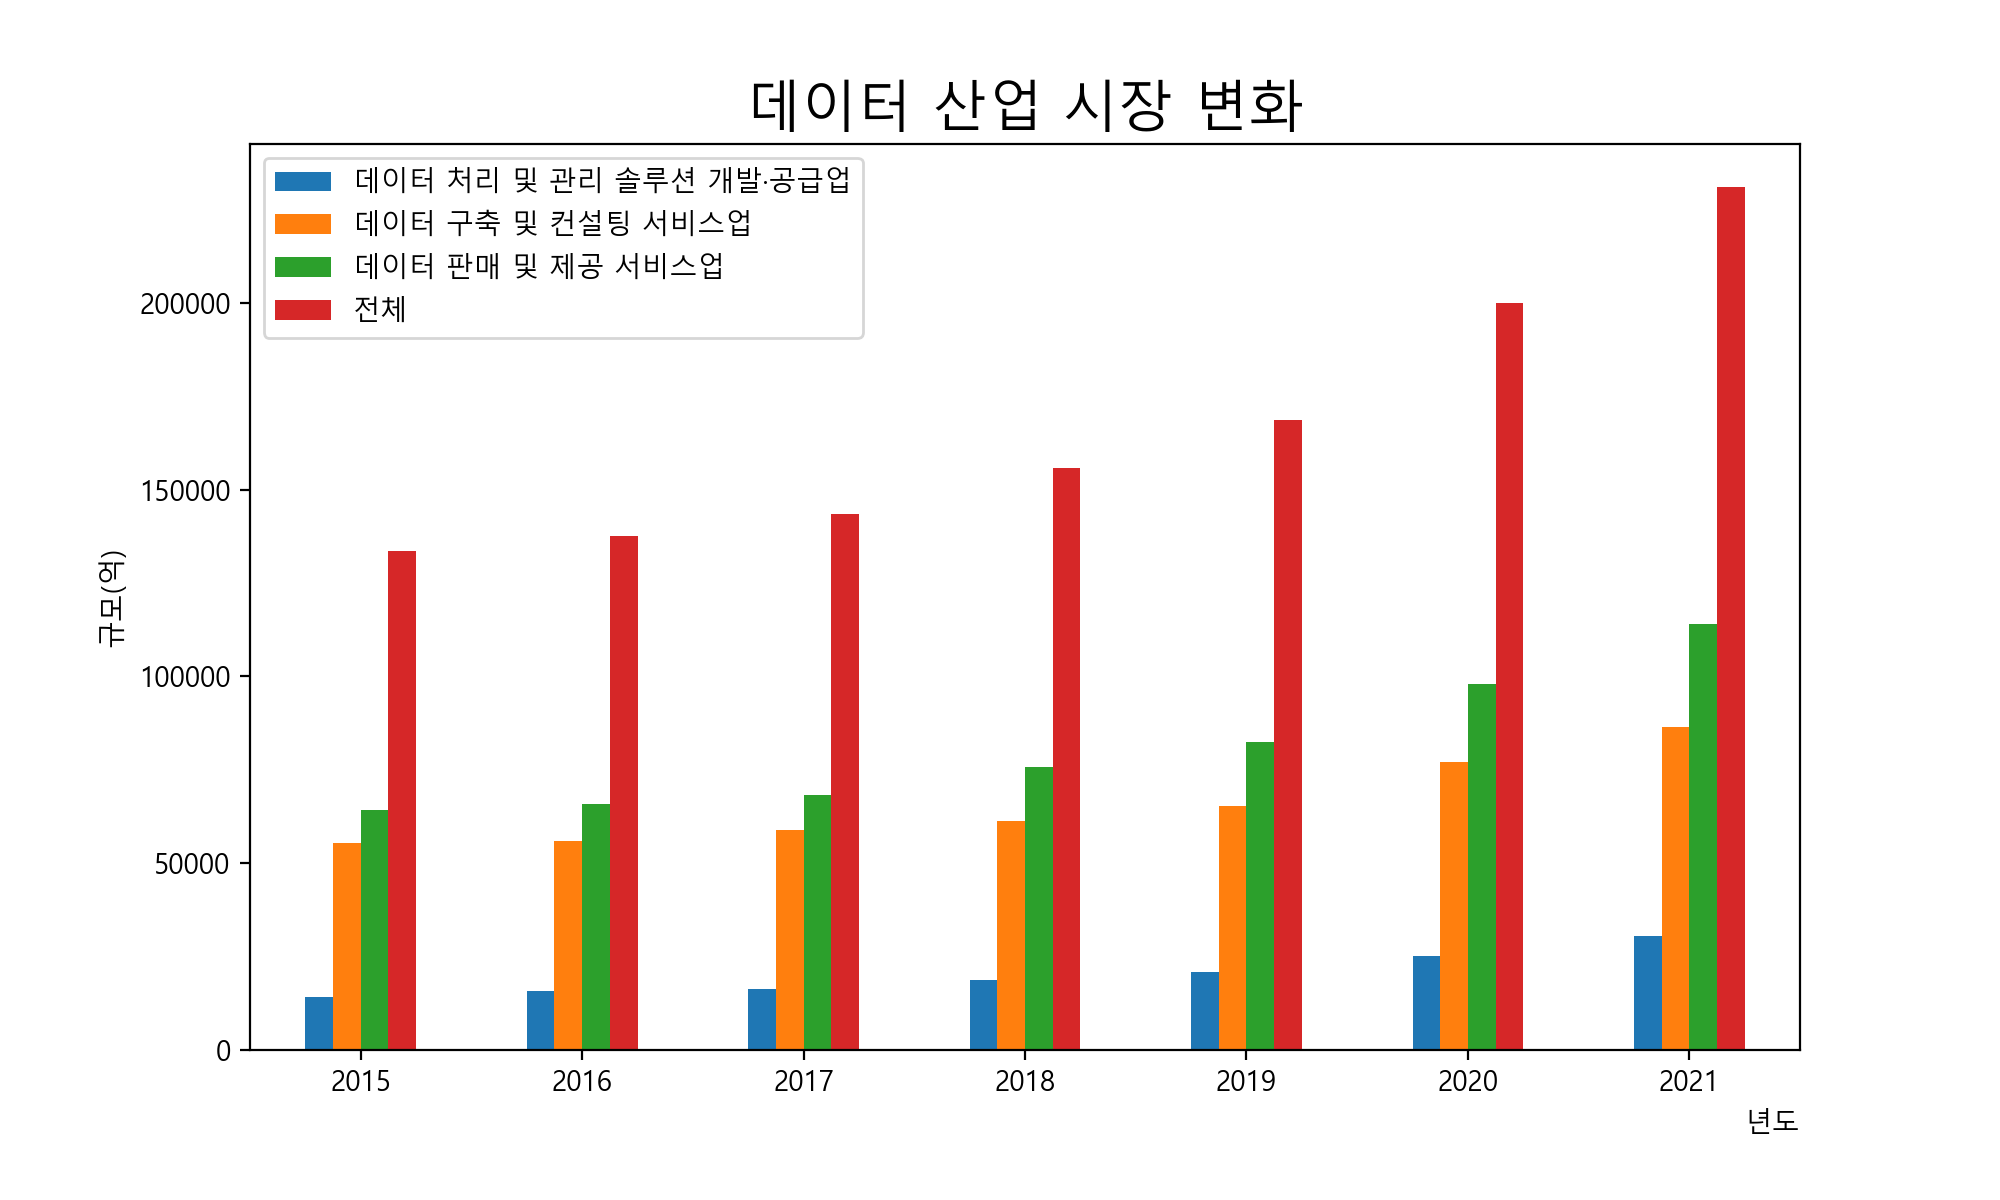 데이터 산업 시장 변화
데이터 처리 및 관리 솔루션 개발·공급업
데이터 구축 및 컨설팅 서비스업
데이터 판매 및 제공 서비스업
전체
200000
150000
100000
50000
0
규모(억)
2015 2016 2017 2018 2019 2020 2021
년도